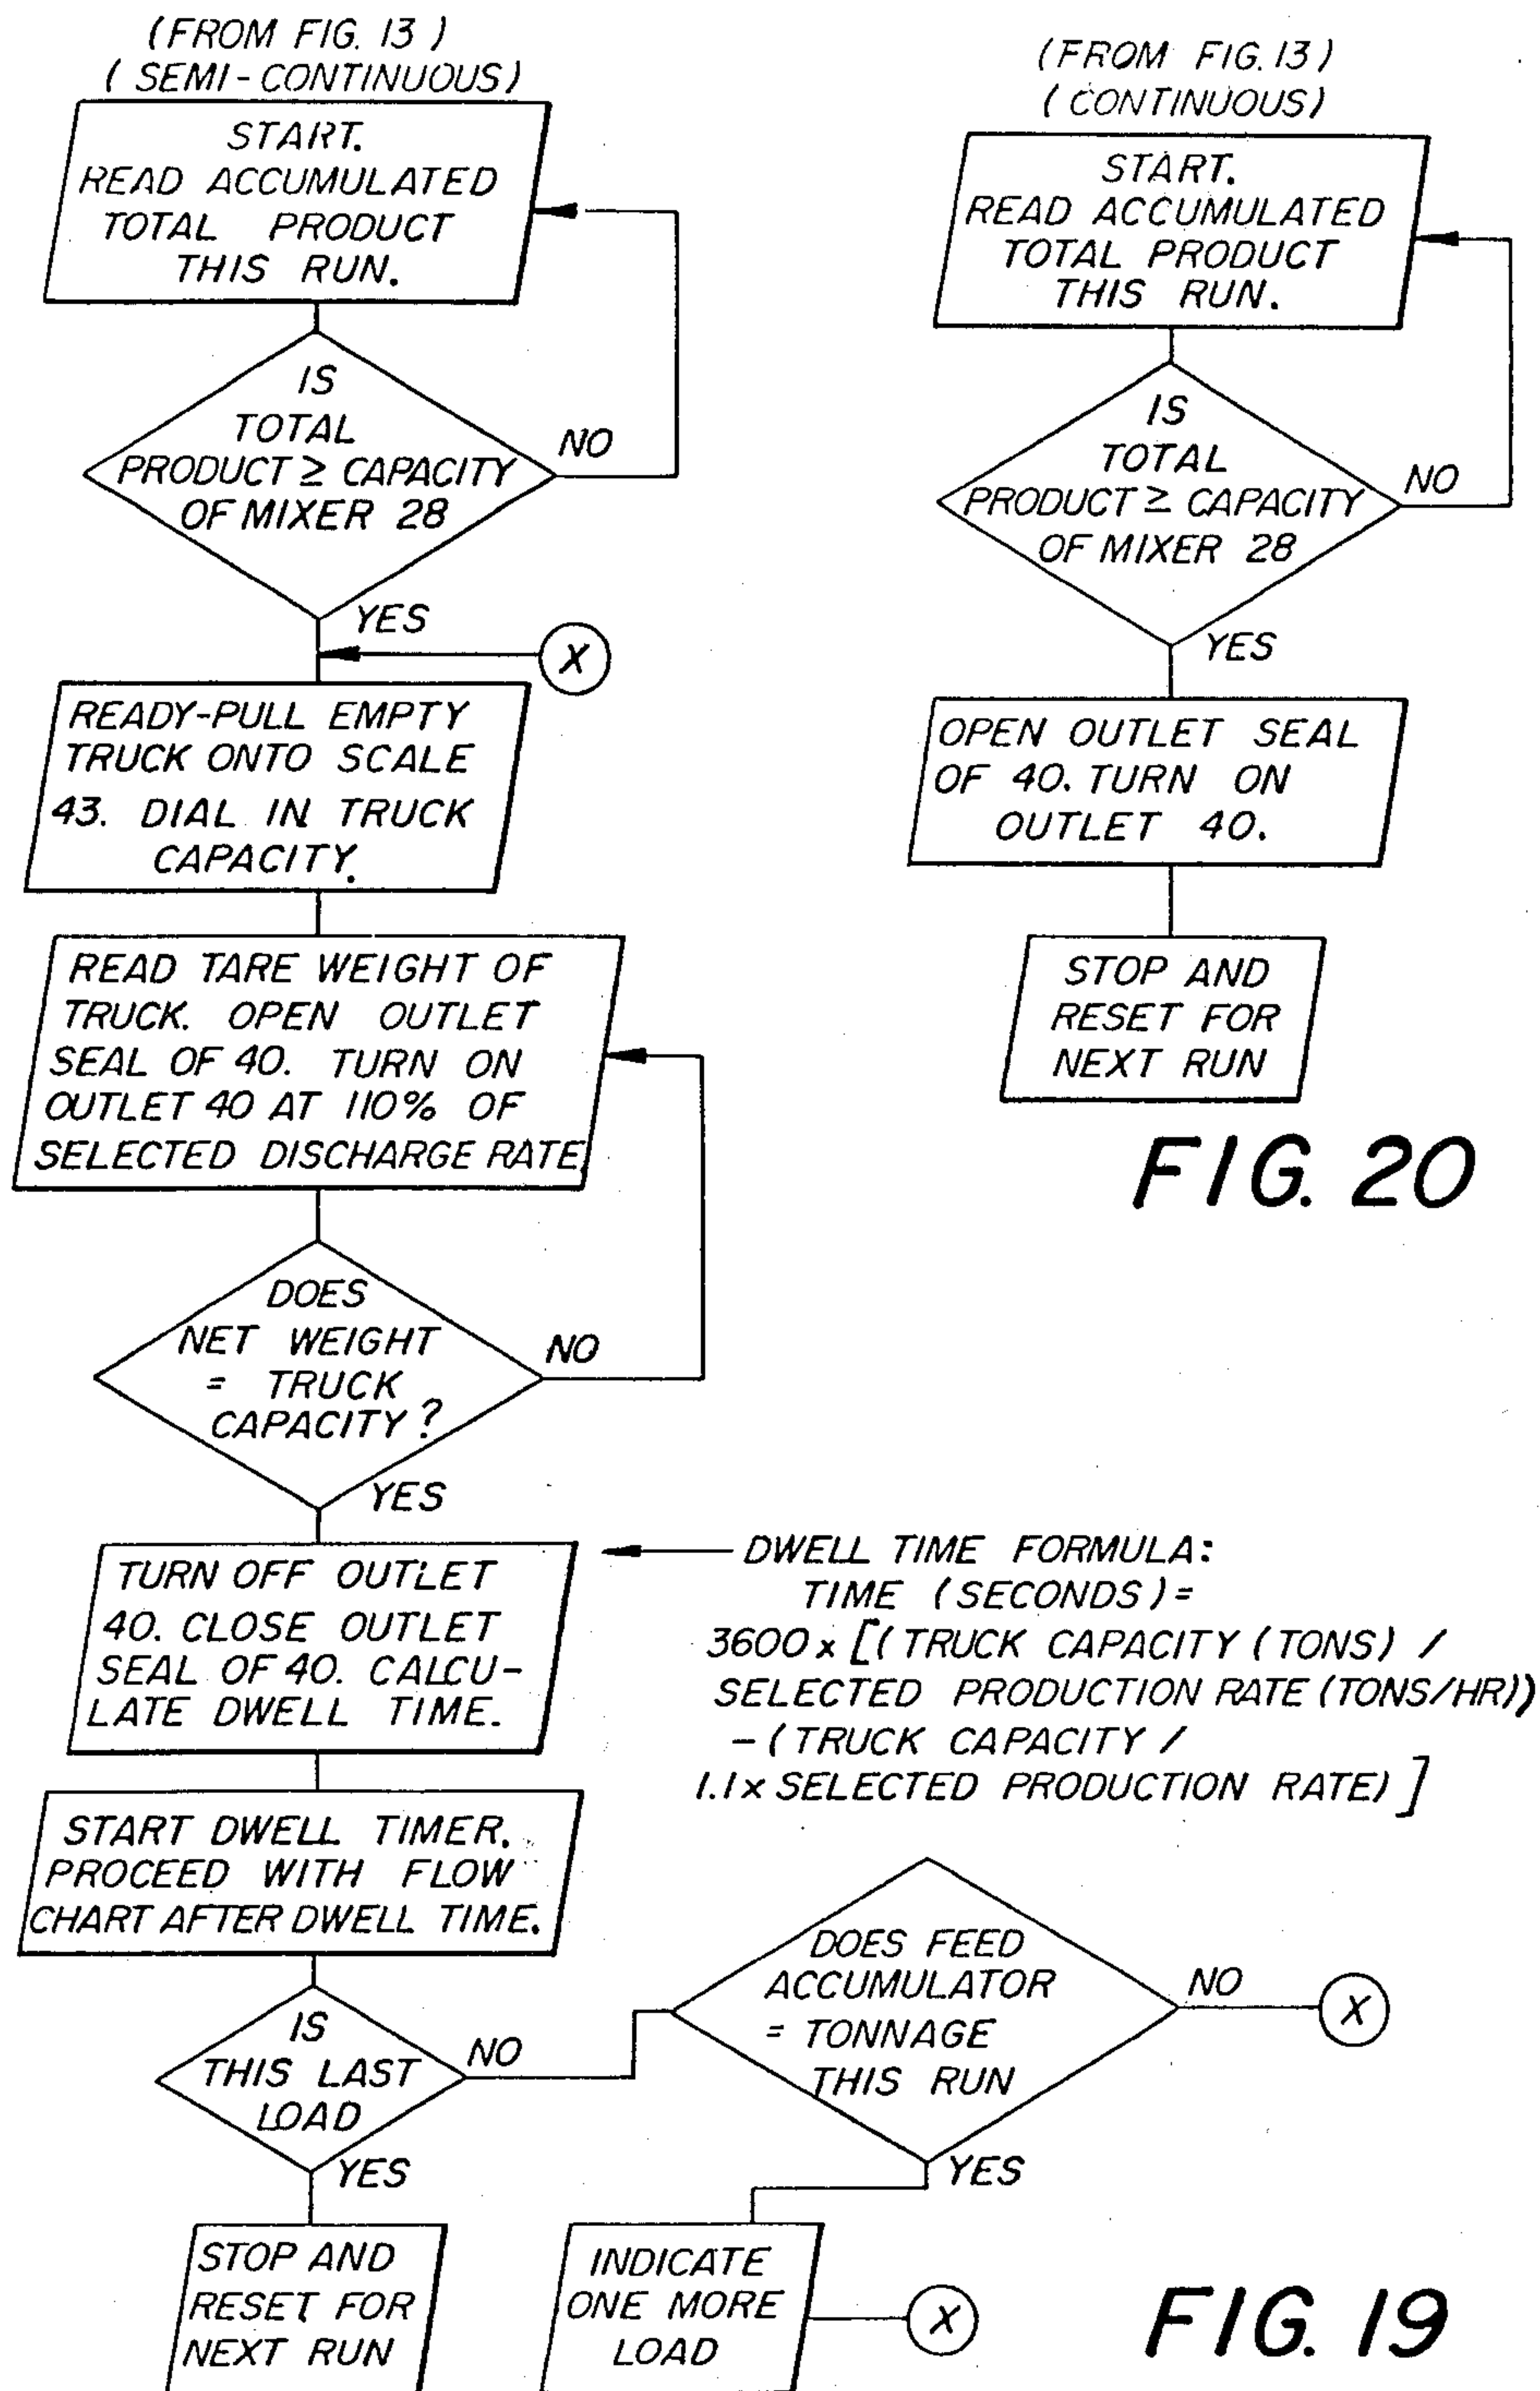 (FROM FIG. 13)
(SEMI-CONTINUOUS)
START.
READ ACCUMULATED
TOTAL PRODUCT
THIS RUN.
IS
TOTAL
PRODUCT ≥ CAPACITY
OF MIXER 28
NO
YES
X
READY-PULL EMPTY
TRUCK ONTO SCALE
43. DIAL IN TRUCK
CAPACITY.
READ TARE WEIGHT OF
TRUCK. OPEN OUTLET
SEAL OF 40. TURN ON
OUTLET 40 AT 110% OF
SELECTED DISCHARGE RATE.
DOES
NET WEIGHT
= TRUCK
CAPACITY?
NO
YES
TURN OFF OUTLET
40. CLOSE OUTLET
SEAL OF 40. CALCU-
LATE DWELL TIME.
DWELL TIME FORMULA:
TIME (SECONDS) =
3600 x [(TRUCK CAPACITY (TONS) /
SELECTED PRODUCTION RATE (TONS/HR))
- (TRUCK CAPACITY /
1.1 x SELECTED PRODUCTION RATE)]
START DWELL TIMER.
PROCEED WITH FLOW
CHART AFTER DWELL TIME.
IS
THIS LAST
LOAD
NO
YES
DOES FEED
ACCUMULATOR
= TONNAGE
THIS RUN
NO
X
YES
STOP AND
RESET FOR
NEXT RUN
INDICATE
ONE MORE
LOAD
X
FIG. 19
(FROM FIG. 13)
(CONTINUOUS)
START.
READ ACCUMULATED
TOTAL PRODUCT
THIS RUN.
IS
TOTAL
PRODUCT ≥ CAPACITY
OF MIXER 28
NO
YES
OPEN OUTLET SEAL
OF 40. TURN ON
OUTLET 40.
STOP AND
RESET FOR
NEXT RUN
FIG. 20